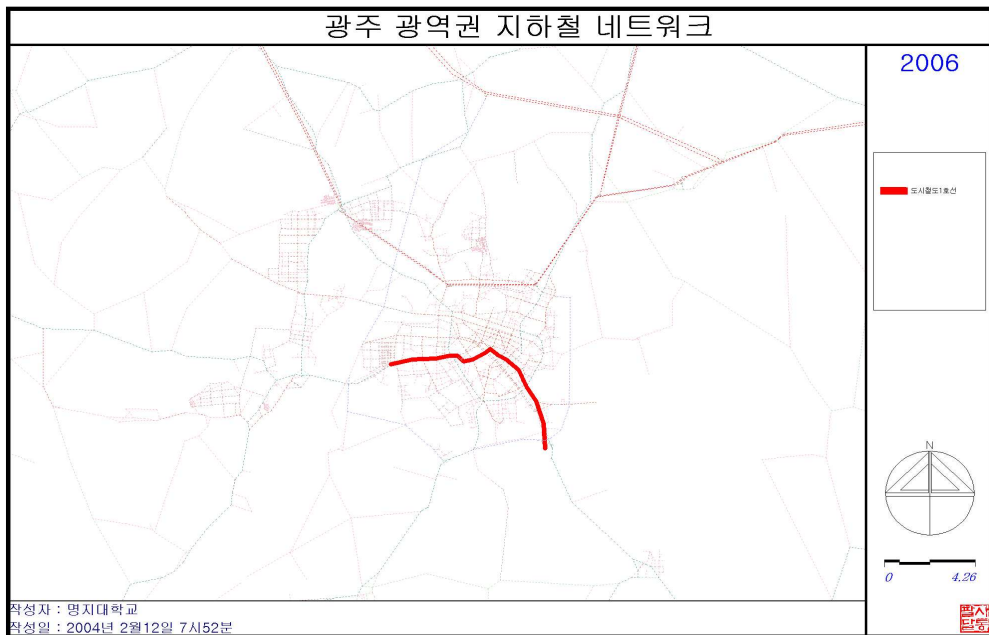 광주 광역권 지하철 네트워크
2006
도시철도1호선
N
0 4.26
작성자 : 명지대학교
작성일 : 2004년 2월12일 7시52분